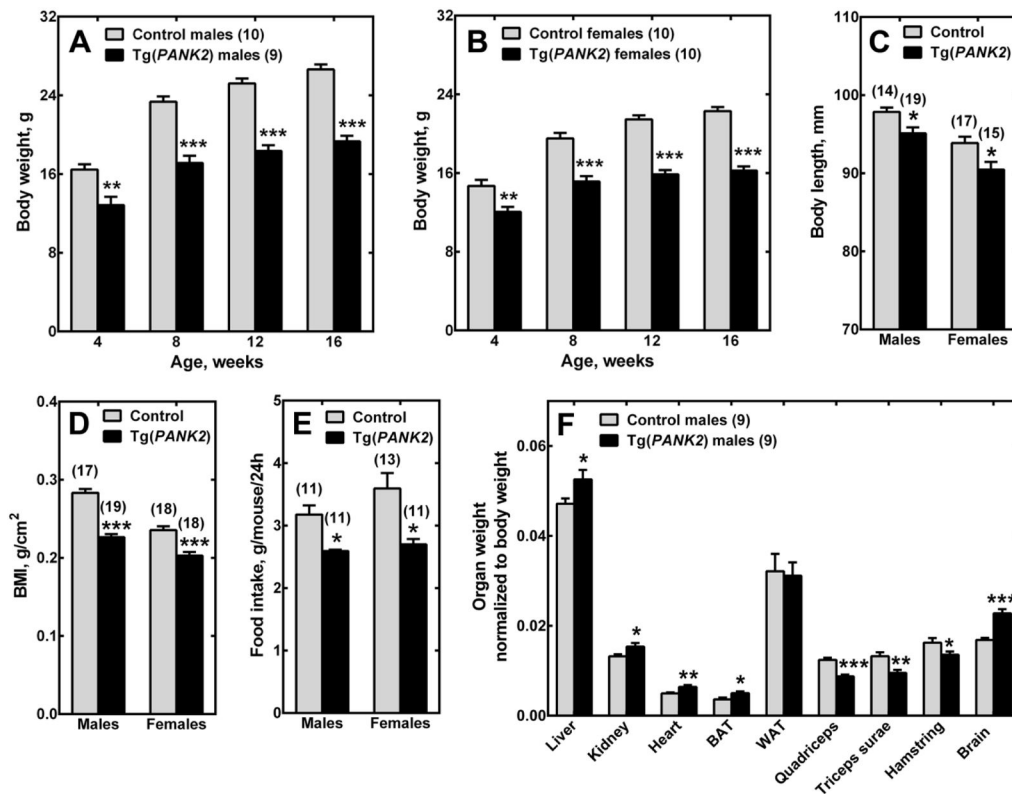 A
Control males (10)
Tg(PANK2) males (9)
Body weight, g
32
24
16
8
0
**
***
***
***
4
8
12
16
Age, weeks
B
Control females (10)
Tg(PANK2) females (10)
Body weight, g
32
24
16
8
0
**
***
***
***
4
8
12
16
Age, weeks
C
Control
Tg(PANK2)
Body length, mm
110
100
90
80
70
(14)
(19)
*
(17)
(15)
*
Males
Females
D
Control
Tg(PANK2)
BMI, g/cm2
0.4
0.3
0.2
0.1
0.0
(17)
(19)
***
(18)
(18)
***
Males
Females
E
Control
Tg(PANK2)
Food intake, g/mouse/24h
5
4
3
2
1
0
(11)
(11)
*
(13)
(11)
*
Males
Females
F
Control males (9)
Tg(PANK2) males (9)
Organ weight
normalized to body weight
0.06
0.04
0.02
0.00
*
*
**
*
***
**
*
***
Liver
Kidney
Heart
BAT
WAT
Quadriceps
Triceps surae
Hamstring
Brain